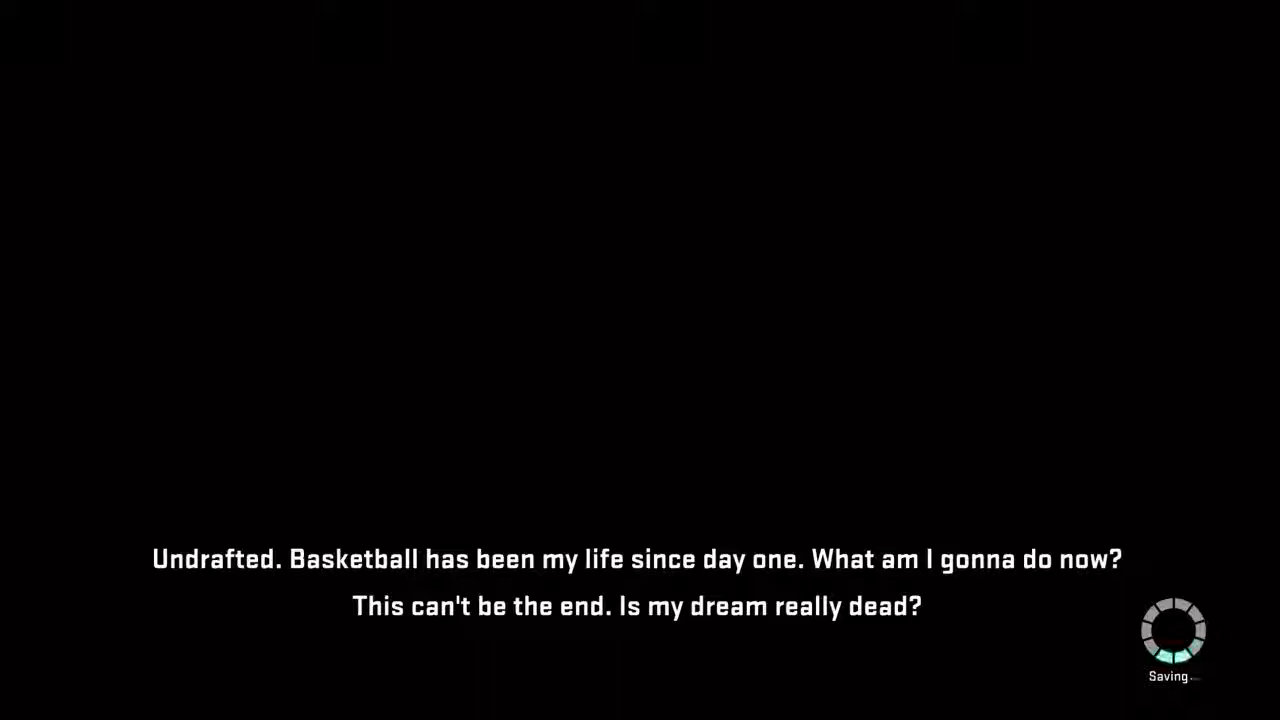 Undrafted. Basketball has been my life since day one. What am I gonna do now?
This can't be the end. Is my dream really dead?
Saving..